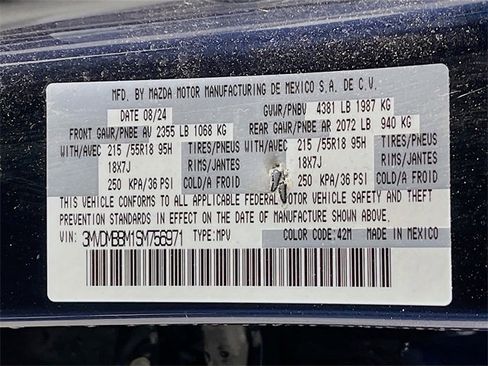 MFD. BY MAZDA MOTOR MANUFACTURING DE MEXICO S.A. DE C.V.
DATE 08/24 GVWR/PNBV 4381 LB 1987 KG
FRONT GAWR/PNBE AV 2355 LB 1068 KG REAR GAWR/PNBE AR 2072 LB 940 KG
WITH/AVEC 215 /55R18 95H TIRES/PNEUS WITH/AVEC 215 /55R18 95H TIRES/PNEUS
18X7J RIMS/JANTES 18X7J RIMS/JANTES
250 KPA/36 PSI COLD/A FROID 250 KPA/36 PSI COLD/A FROID
THIS VEHICLE CONFORMS TO ALL APPLICABLE FEDERAL MOTOR VEHICLE SAFETY AND THEFT
PREVENTION STANDARDS IN EFFECT ON THE DATE OF MANUFACTURE SHOWN ABOVE.
VIN: 3MVDMBBM1SM756971 TYPE: MPV COLOR CODE: 42M MADE IN MEXICO